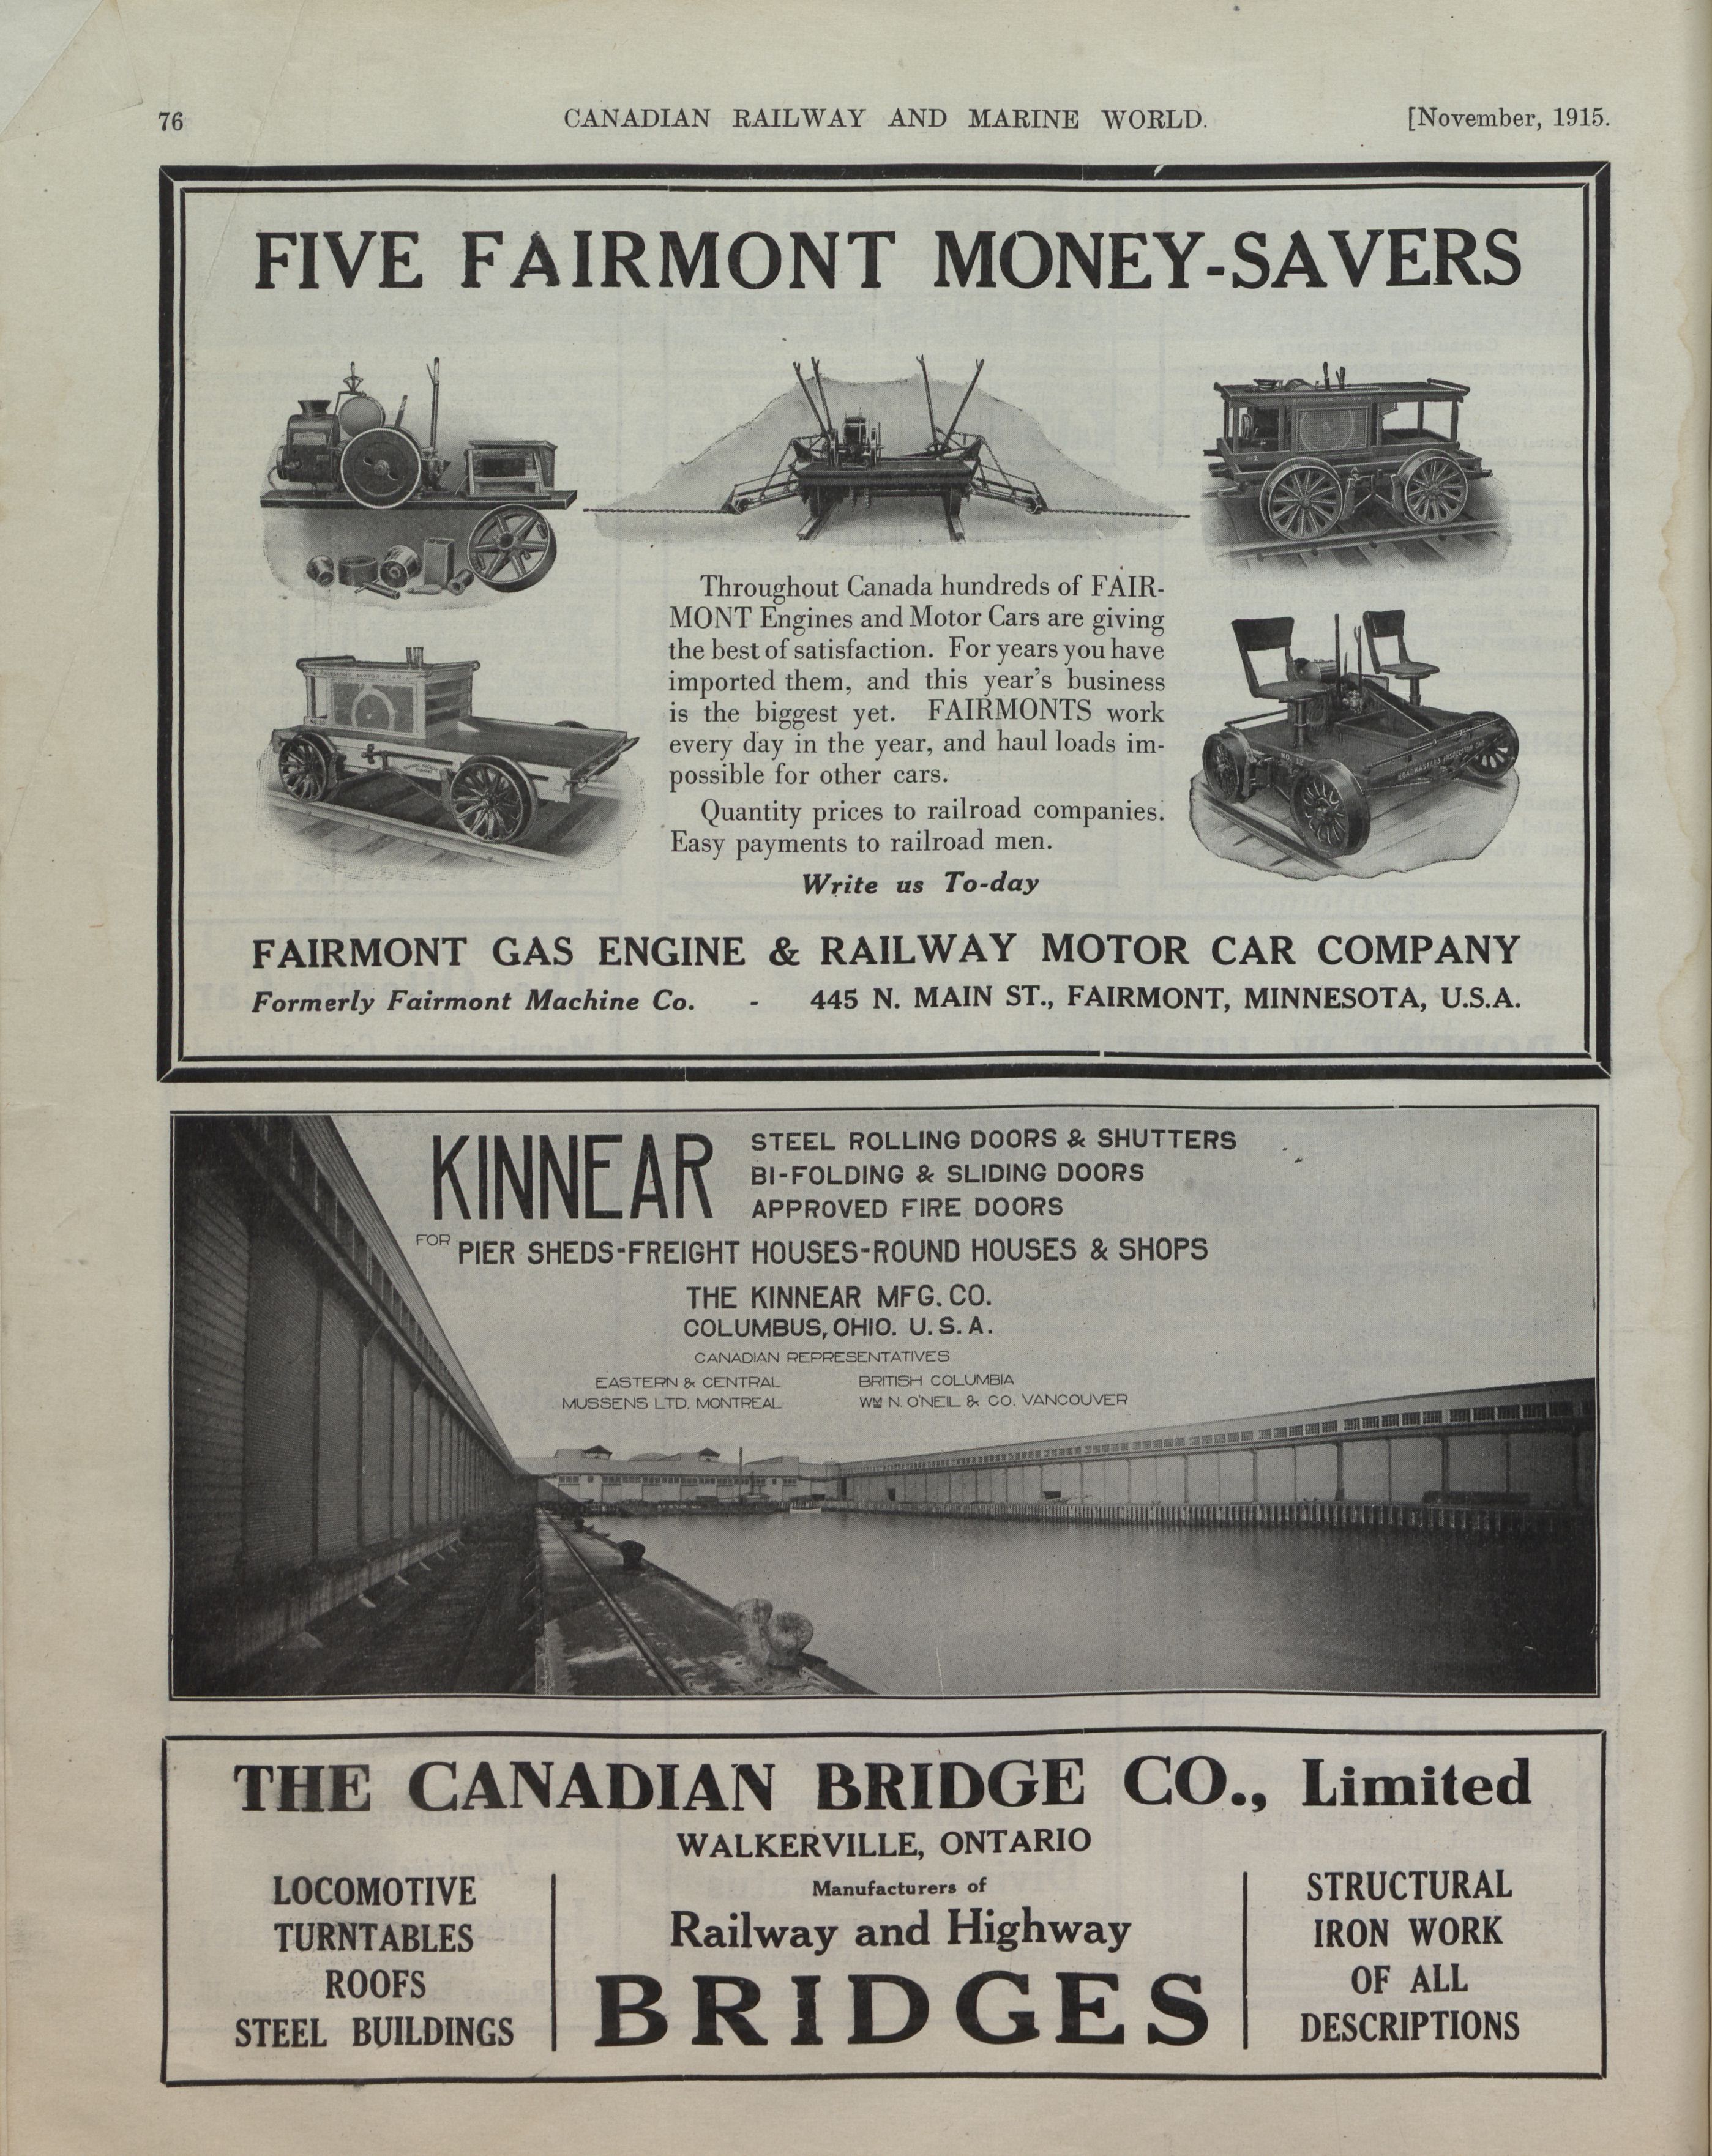 76
CANADIAN RAILWAY AND MARINE WORLD.
[November, 1915.
FIVE FAIRMONT MONEY-SAVERS
Throughout Canada hundreds of FAIR-
MONT Engines and Motor Cars are giving
the best of satisfaction. For years you have
imported them, and this year's business
is the biggest yet. FAIRMONTS work
every day in the year, and haul loads im-
possible for other cars.
Quantity prices to railroad companies.
Easy payments to railroad men.
Write us To-day
FAIRMONT GAS ENGINE & RAILWAY MOTOR CAR COMPANY
Formerly Fairmont Machine Co. - 445 N. MAIN ST., FAIRMONT, MINNESOTA, U.S.A.
KINNEAR
STEEL ROLLING DOORS & SHUTTERS
BI-FOLDING & SLIDING DOORS
APPROVED FIRE DOORS
FOR PIER SHEDS-FREIGHT HOUSES-ROUND HOUSES & SHOPS
THE KINNEAR MFG. CO.
COLUMBUS, OHIO. U.S.A.
CANADIAN REPRESENTATIVES
EASTERN & CENTRAL
MUSSENS LTD. MONTREAL
BRITISH COLUMBIA
WM N. O'NEIL & CO. VANCOUVER
THE CANADIAN BRIDGE CO., Limited
WALKERVILLE, ONTARIO
LOCOMOTIVE
TURNTABLES
ROOFS
STEEL BUILDINGS
Manufacturers of
Railway and Highway
BRIDGES
STRUCTURAL
IRON WORK
OF ALL
DESCRIPTIONS